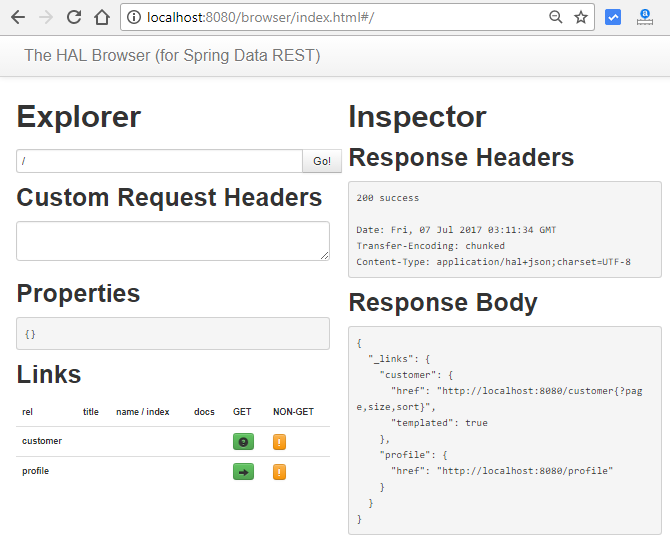 localhost:8080/browser/index.html#/
The HAL Browser (for Spring Data REST)
Explorer
/
Go!
Custom Request Headers
Properties
{}
Links
rel title name / index docs GET NON-GET
customer ? !
profile !
Inspector
Response Headers
200 success
Date: Fri, 07 Jul 2017 03:11:34 GMT
Transfer-Encoding: chunked
Content-Type: application/hal+json;charset=UTF-8
Response Body
{
"_links": {
"customer": {
"href": "http://localhost:8080/customer{?pag
e,size,sort}",
"templated": true
},
"profile": {
"href": "http://localhost:8080/profile"
}
}
}